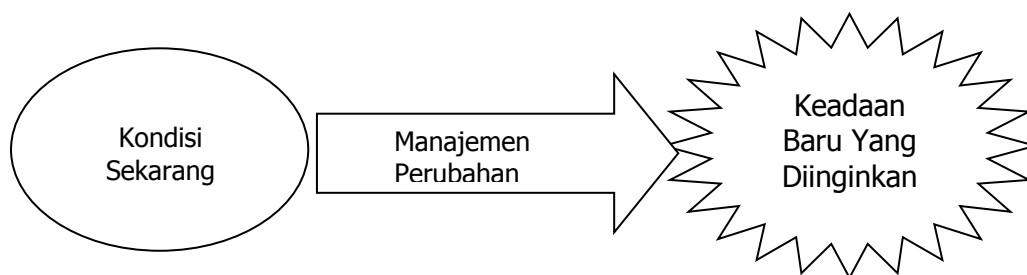 Kondisi
Sekarang
Manajemen
Perubahan
Keadaan
Baru Yang
Diinginkan